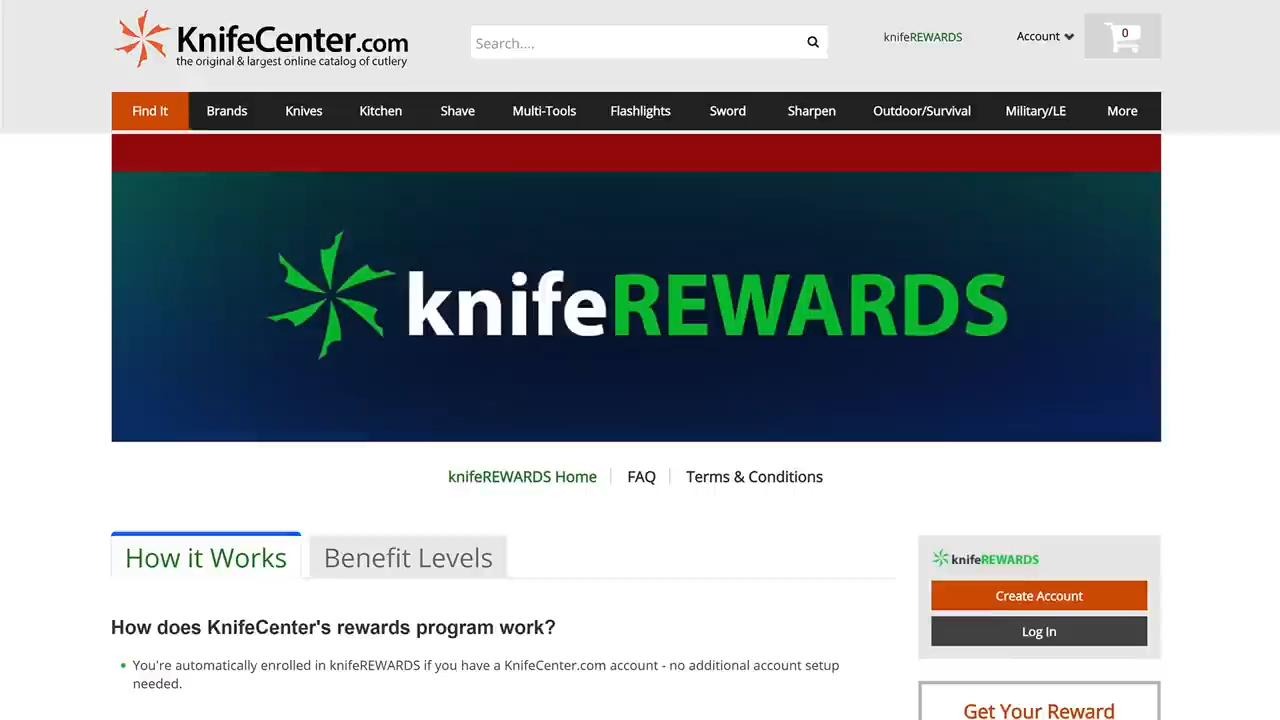 KnifeCenter.com
the original & largest online catalog of cutlery
Search....
knifeREWARDS
Account
0
Find It
Brands
Knives
Kitchen
Shave
Multi-Tools
Flashlights
Sword
Sharpen
Outdoor/Survival
Military/LE
More
knifeREWARDS
knifeREWARDS Home
FAQ
Terms & Conditions
How it Works
Benefit Levels
How does KnifeCenter's rewards program work?
• You're automatically enrolled in knifeREWARDS if you have a KnifeCenter.com account - no additional account setup
needed.
knifeREWARDS
Create Account
Log In
Get Your Reward